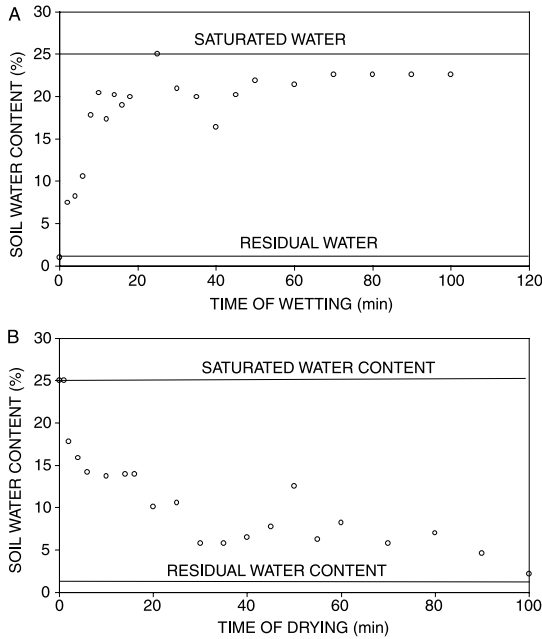 A
30
25
20
15
10
5
0
SOIL WATER CONTENT (%)
SATURATED WATER
RESIDUAL WATER
0 20 40 60 80 100 120
TIME OF WETTING (min)
B
30
25
20
15
10
5
0
SOIL WATER CONTENT (%)
SATURATED WATER CONTENT
RESIDUAL WATER CONTENT
0 20 40 60 80 100
TIME OF DRYING (min)